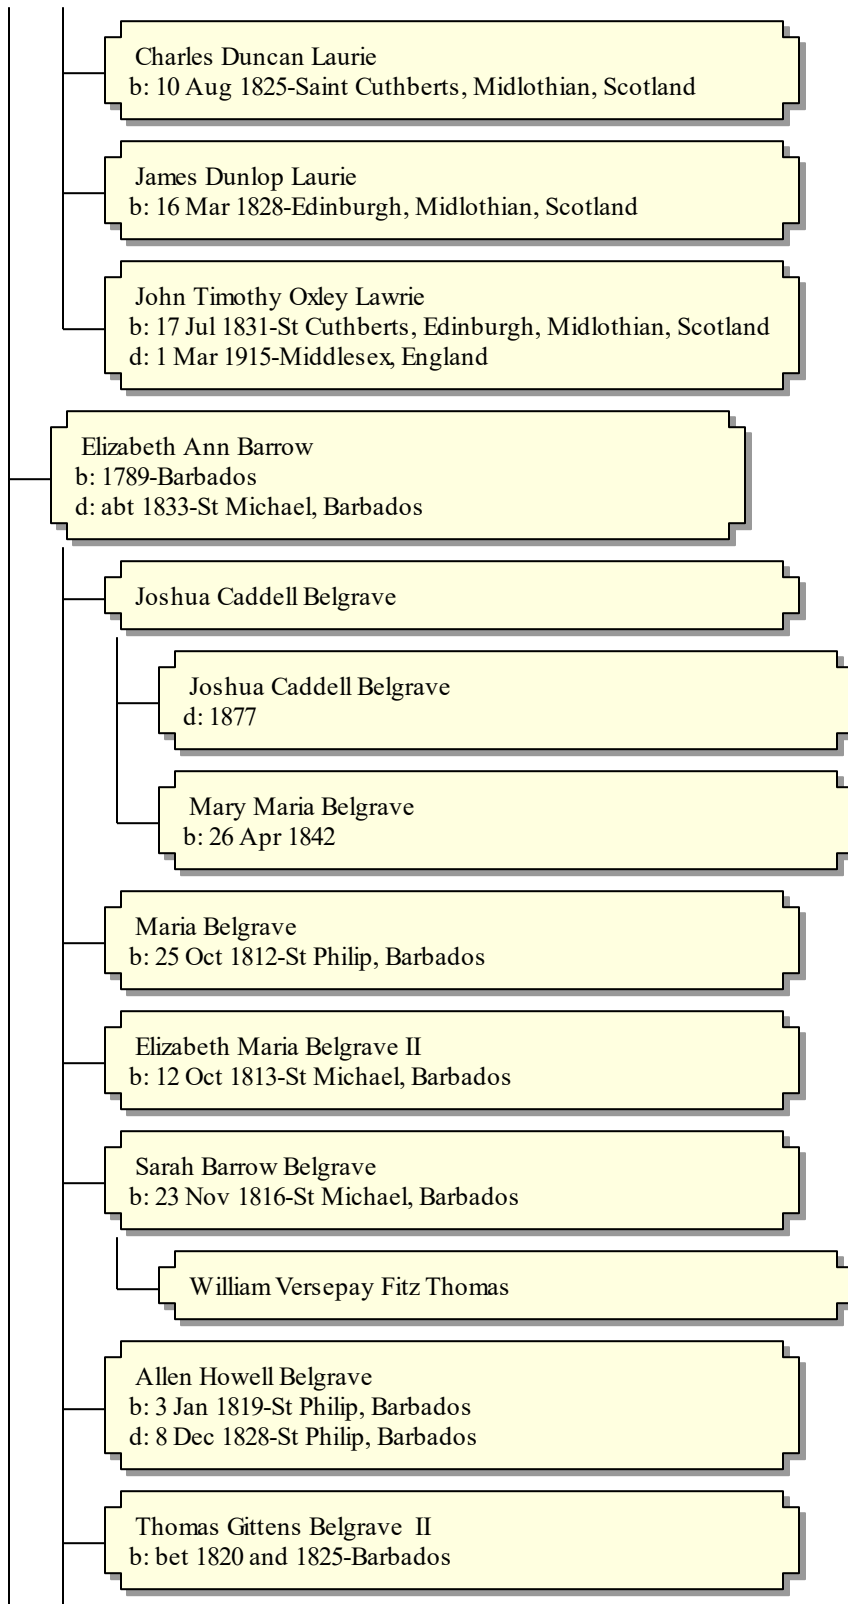 Charles Duncan Laurie
b: 10 Aug 1825-Saint Cuthberts, Midlothian, Scotland
James Dunlop Laurie
b: 16 Mar 1828-Edinburgh, Midlothian, Scotland
John Timothy Oxley Lawrie
b: 17 Jul 1831-St Cuthberts, Edinburgh, Midlothian, Scotland
d: 1 Mar 1915-Middlesex, England
Elizabeth Ann Barrow
b: 1789-Barbados
d: abt 1833-St Michael, Barbados
Joshua Caddell Belgrave
Joshua Caddell Belgrave
d: 1877
Mary Maria Belgrave
b: 26 Apr 1842
Maria Belgrave
b: 25 Oct 1812-St Philip, Barbados
Elizabeth Maria Belgrave II
b: 12 Oct 1813-St Michael, Barbados
Sarah Barrow Belgrave
b: 23 Nov 1816-St Michael, Barbados
William Versepay Fitz Thomas
Allen Howell Belgrave
b: 3 Jan 1819-St Philip, Barbados
d: 8 Dec 1828-St Philip, Barbados
Thomas Gittens Belgrave II
b: bet 1820 and 1825-Barbados